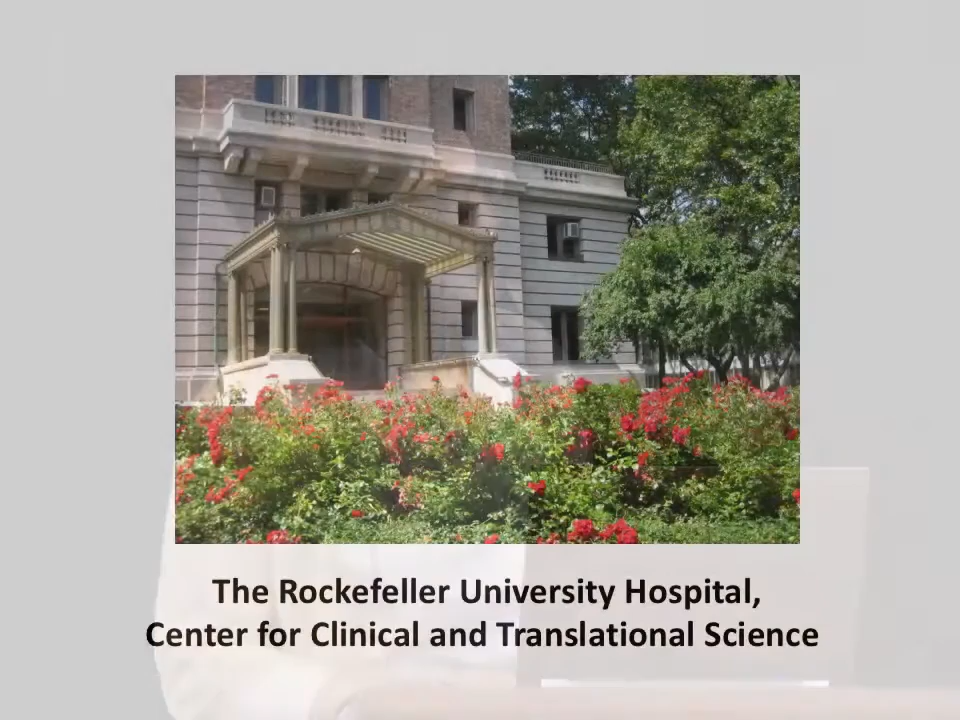 The Rockefeller University Hospital,
Center for Clinical and Translational Science